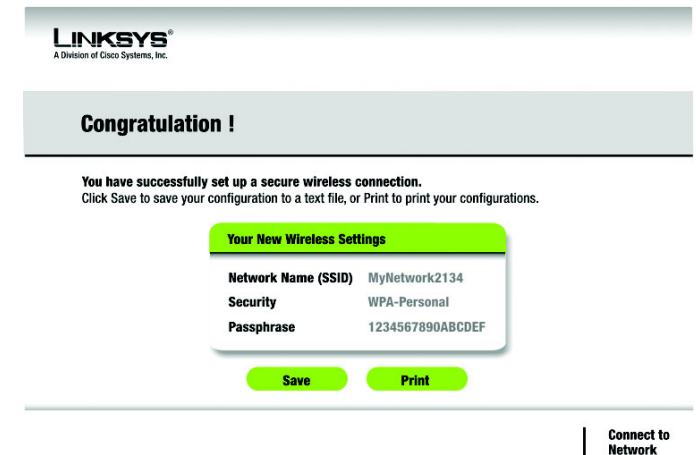 LINKSYS®
A Division of Cisco Systems, Inc.
Congratulation !
You have successfully set up a secure wireless connection.
Click Save to save your configuration to a text file, or Print to print your configurations.
Your New Wireless Settings
Network Name (SSID) MyNetwork2134
Security WPA-Personal
Passphrase 1234567890ABCDEF
Save Print
Connect to
Network